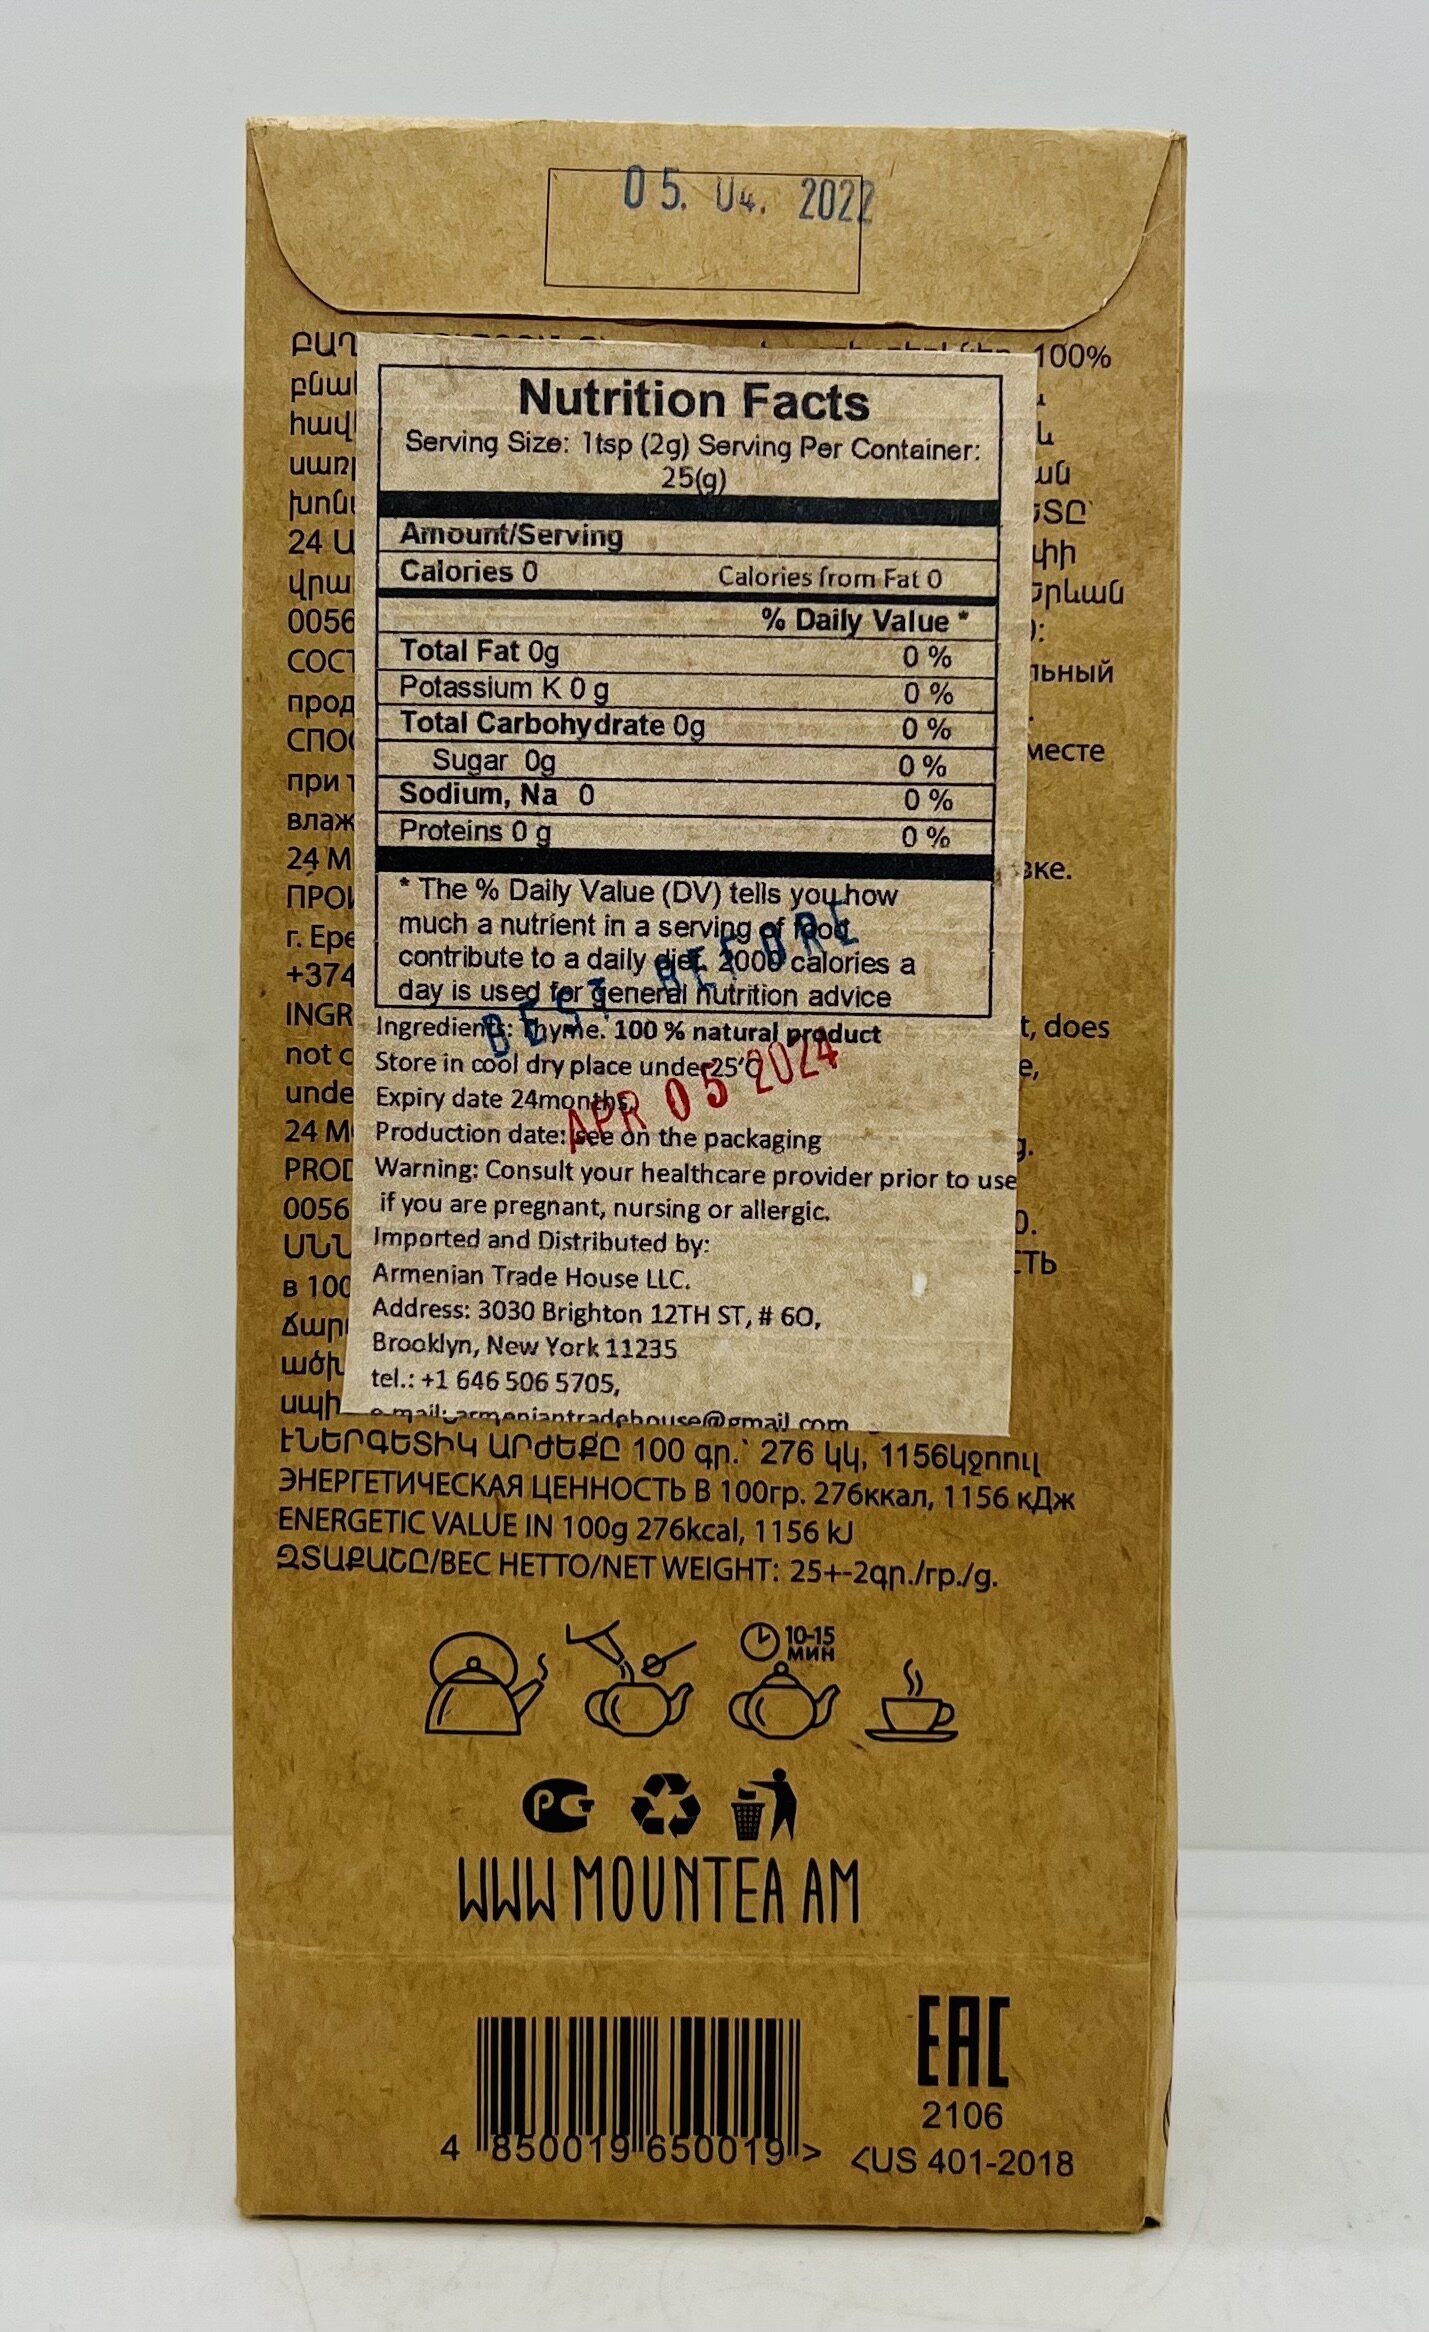 05. 04. 2022
100%
Nutrition Facts
Serving Size: 1tsp (2g) Serving Per Container:
25(g)
Amount/Serving
Calories 0 Calories from Fat 0
% Daily Value *
Total Fat 0g 0 %
Potassium K 0 g 0 %
Total Carbohydrate 0g 0 %
Sugar 0g 0 %
Sodium, Na 0 0 %
Proteins 0 g 0 %
* The % Daily Value (DV) tells you how
much a nutrient in a serving of food
contribute to a daily diet. 2000 calories a
day is used for general nutrition advice
BEST BEFORE
APR 05 2024
Ingredients: Thyme. 100 % natural product
Store in cool dry place under 25'C
Expiry date 24months,
Production date: see on the packaging
Warning: Consult your healthcare provider prior to use
if you are pregnant, nursing or allergic.
Imported and Distributed by:
Armenian Trade House LLC.
Address: 3030 Brighton 12TH ST, # 6O,
Brooklyn, New York 11235
tel.: +1 646 506 5705,
e-mail: armeniantradehouse@gmail.com
ԷՆԵՐԳԵՏԻԿ ԱՐԺԵՔԸ 100 գր.՝ 276 կկ, 1156կջոուլ
ЭНЕРГЕТИЧЕСКАЯ ЦЕННОСТЬ В 100гр. 276ккал, 1156 кДж
ENERGETIC VALUE IN 100g 276kcal, 1156 kJ
ԶՏԱՔԱՇԸ/ВЕС НЕТТО/NET WEIGHT: 25+-2գր./гр./g.
10-15
МИН
РСТ
WWW MOUNTEA AM
EAC
2106
ՀՍՏ 401-2018
4 850019 650019 >